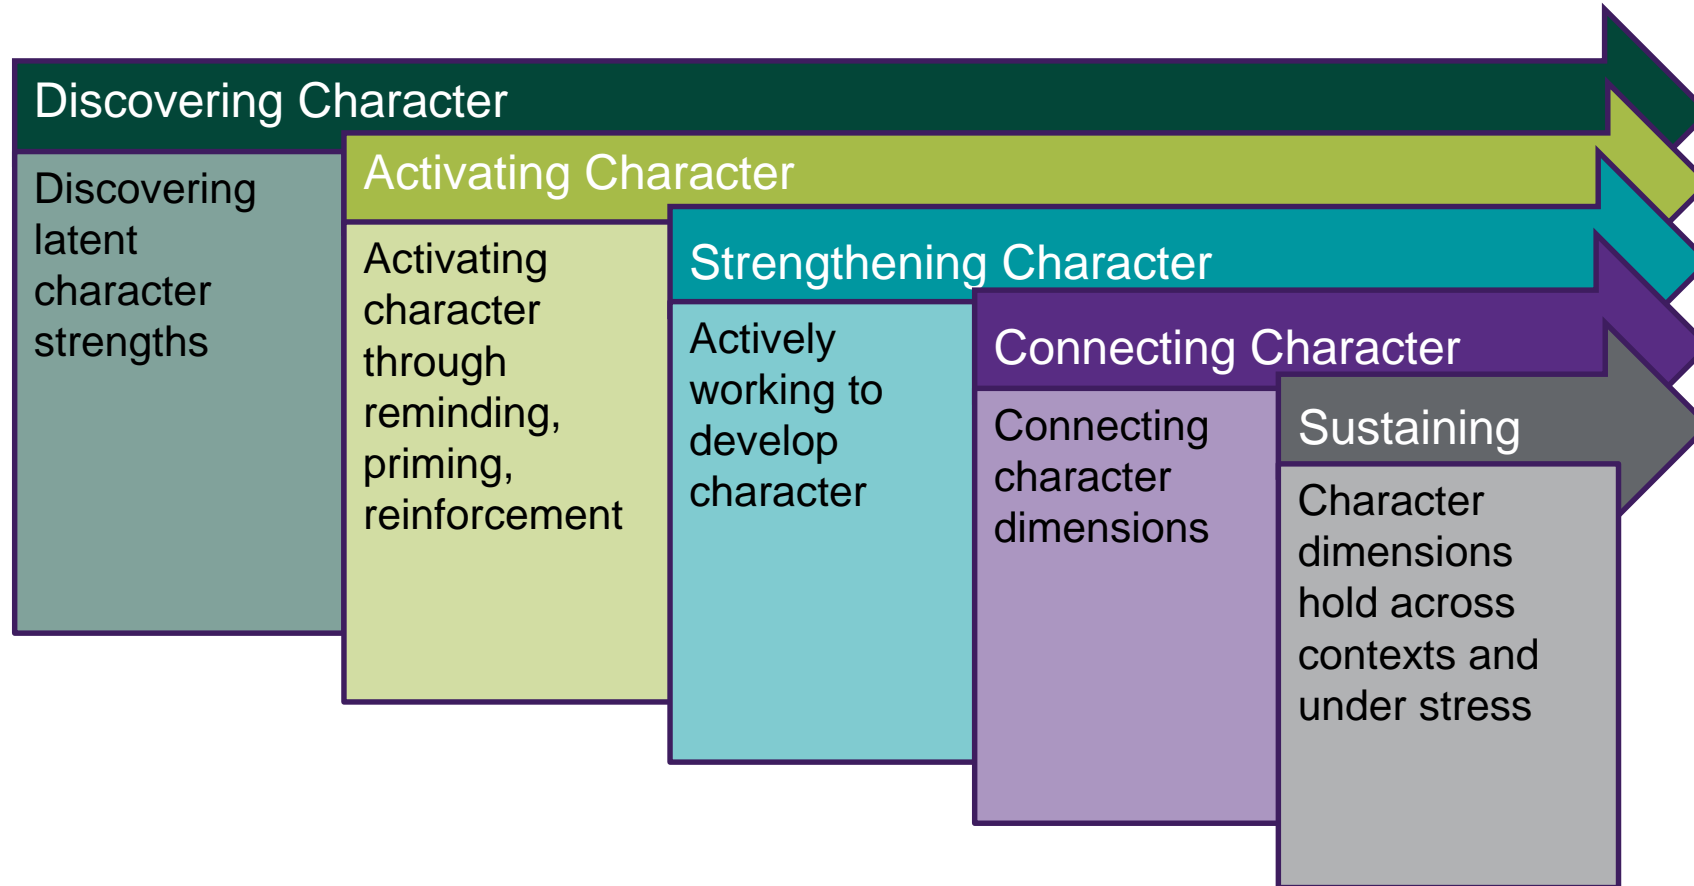 Discovering Character
Discovering
latent
character
strengths
Activating Character
Activating
character
through
reminding,
priming,
reinforcement
Strengthening Character
Actively
working to
develop
character
Connecting Character
Connecting
character
dimensions
Sustaining
Character
dimensions
hold across
contexts and
under stress